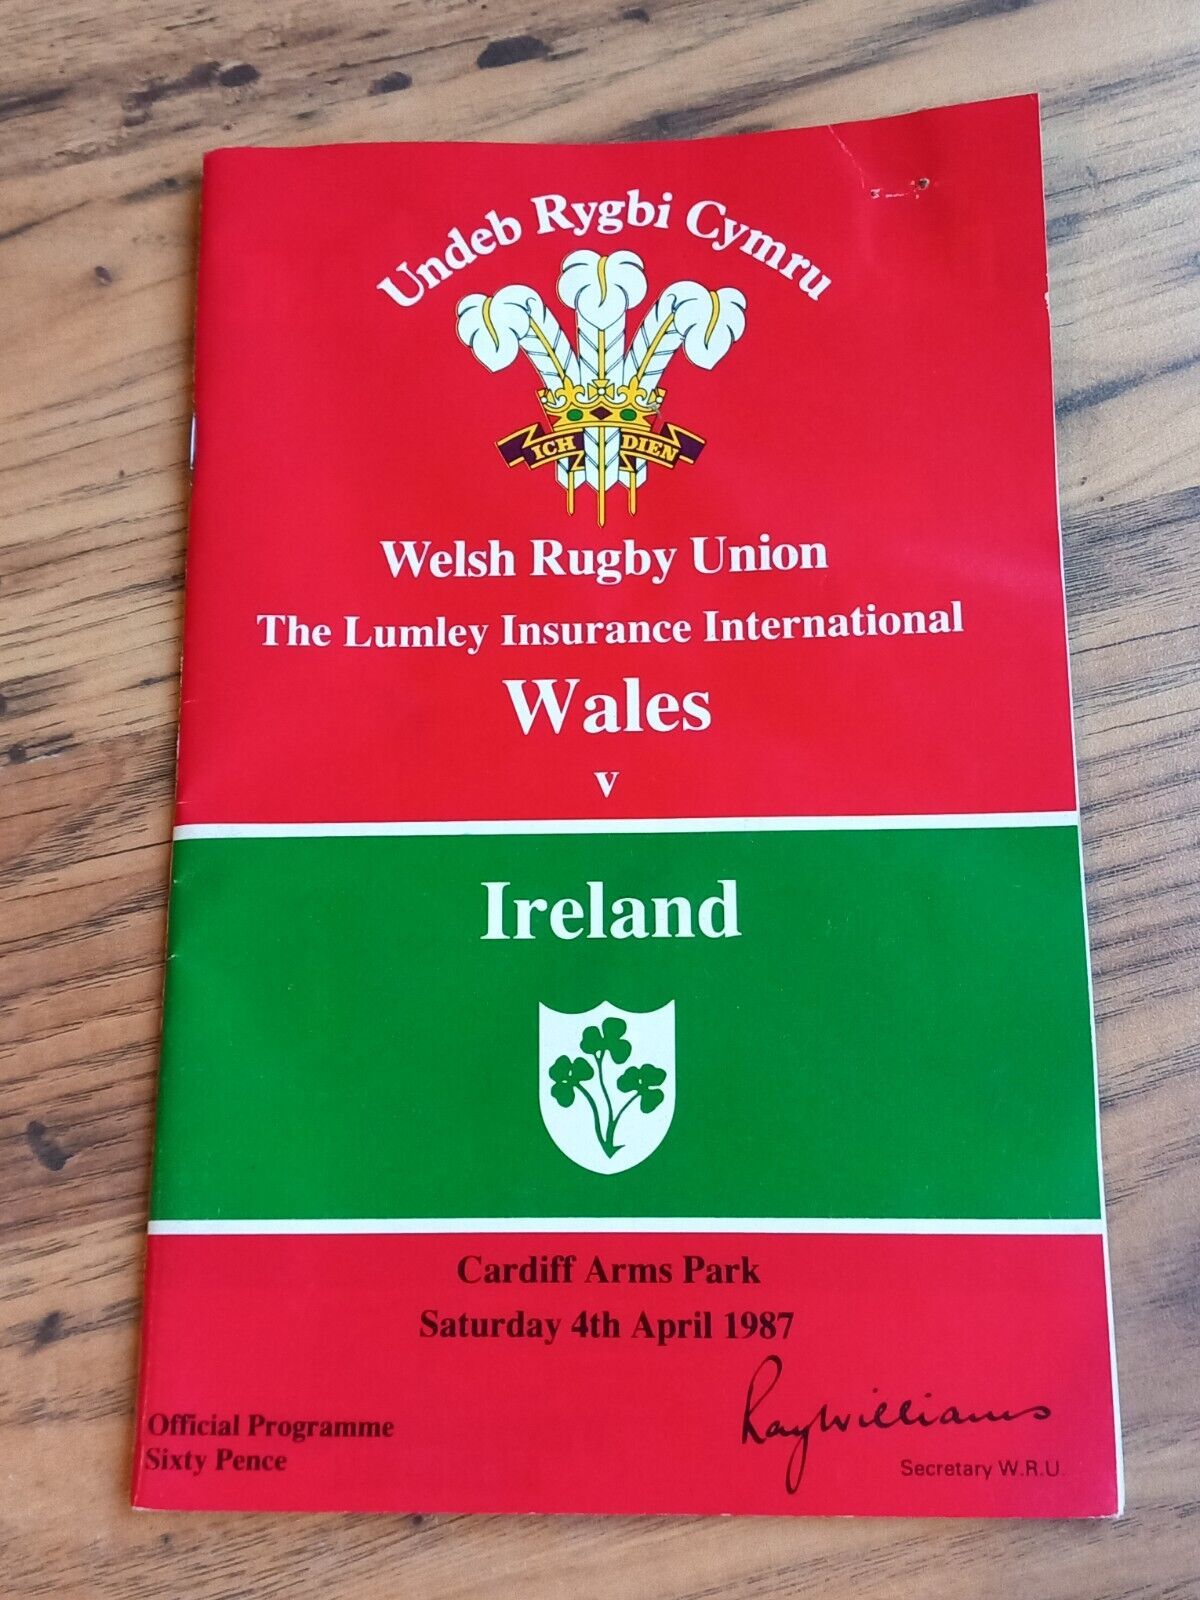 Undeb Rygbi Cymru
ICH DIEN
Welsh Rugby Union
The Lumley Insurance International
Wales
v
Ireland
Cardiff Arms Park
Saturday 4th April 1987
Ray Williams
Official Programme
Sixty Pence
Secretary W.R.U.